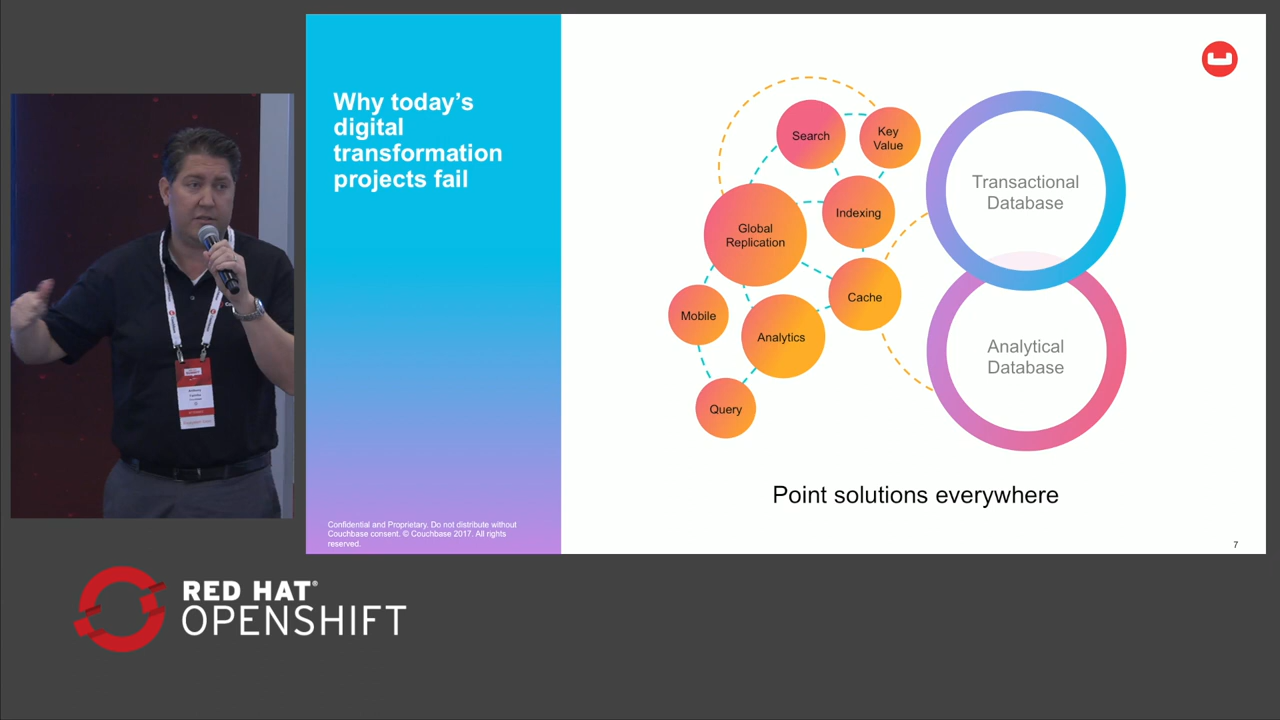 Why today's
digital
transformation
projects fail
Search
Key
Value
Indexing
Global
Replication
Cache
Mobile
Analytics
Query
Transactional
Database
Analytical
Database
Point solutions everywhere
Confidential and Proprietary. Do not distribute without
Couchbase consent. © Couchbase 2017. All rights
reserved.
7
RED HAT®
OPENSHIFT